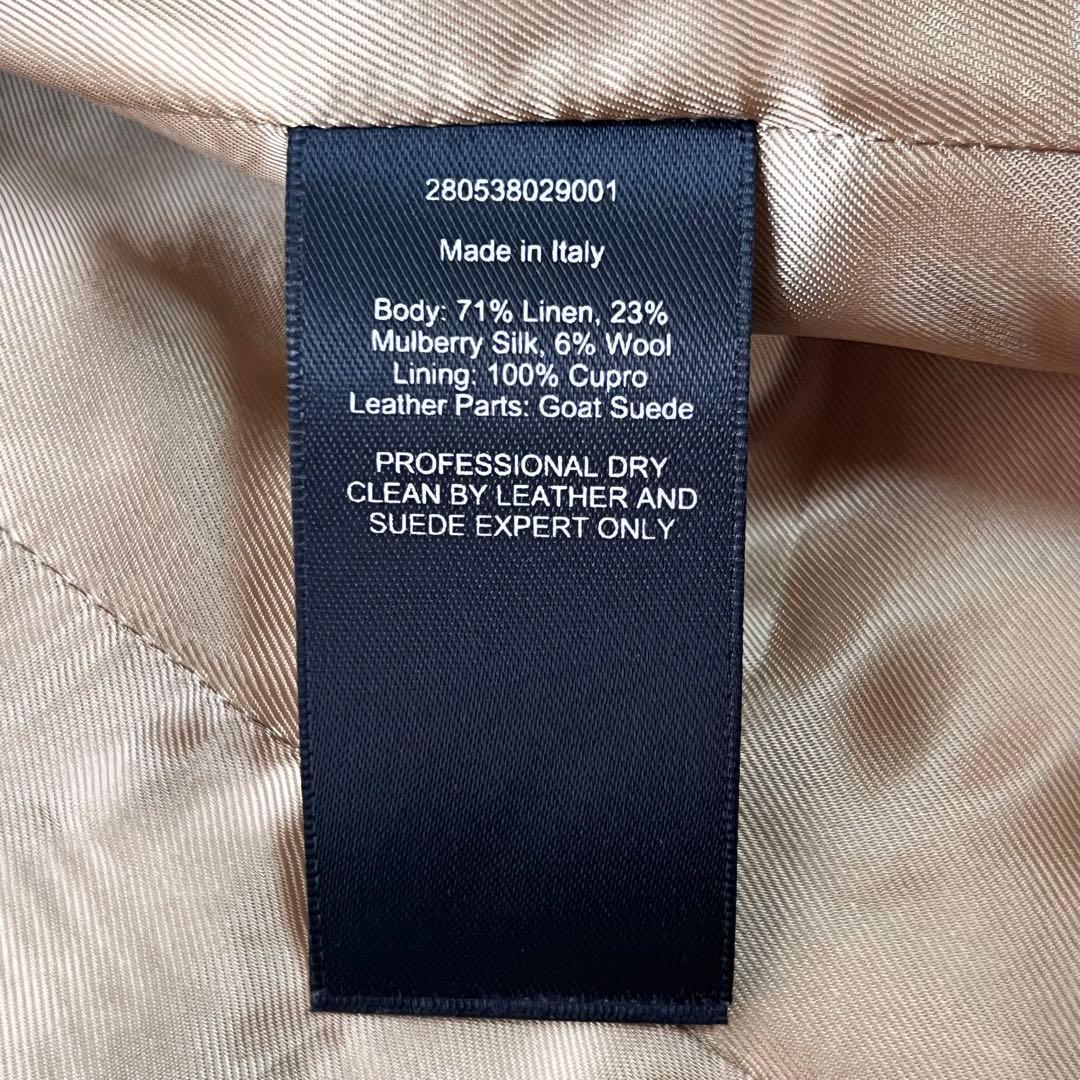 280538029001
Made in Italy
Body: 71% Linen, 23%
Mulberry Silk, 6% Wool
Lining: 100% Cupro
Leather Parts: Goat Suede
PROFESSIONAL DRY
CLEAN BY LEATHER AND
SUEDE EXPERT ONLY